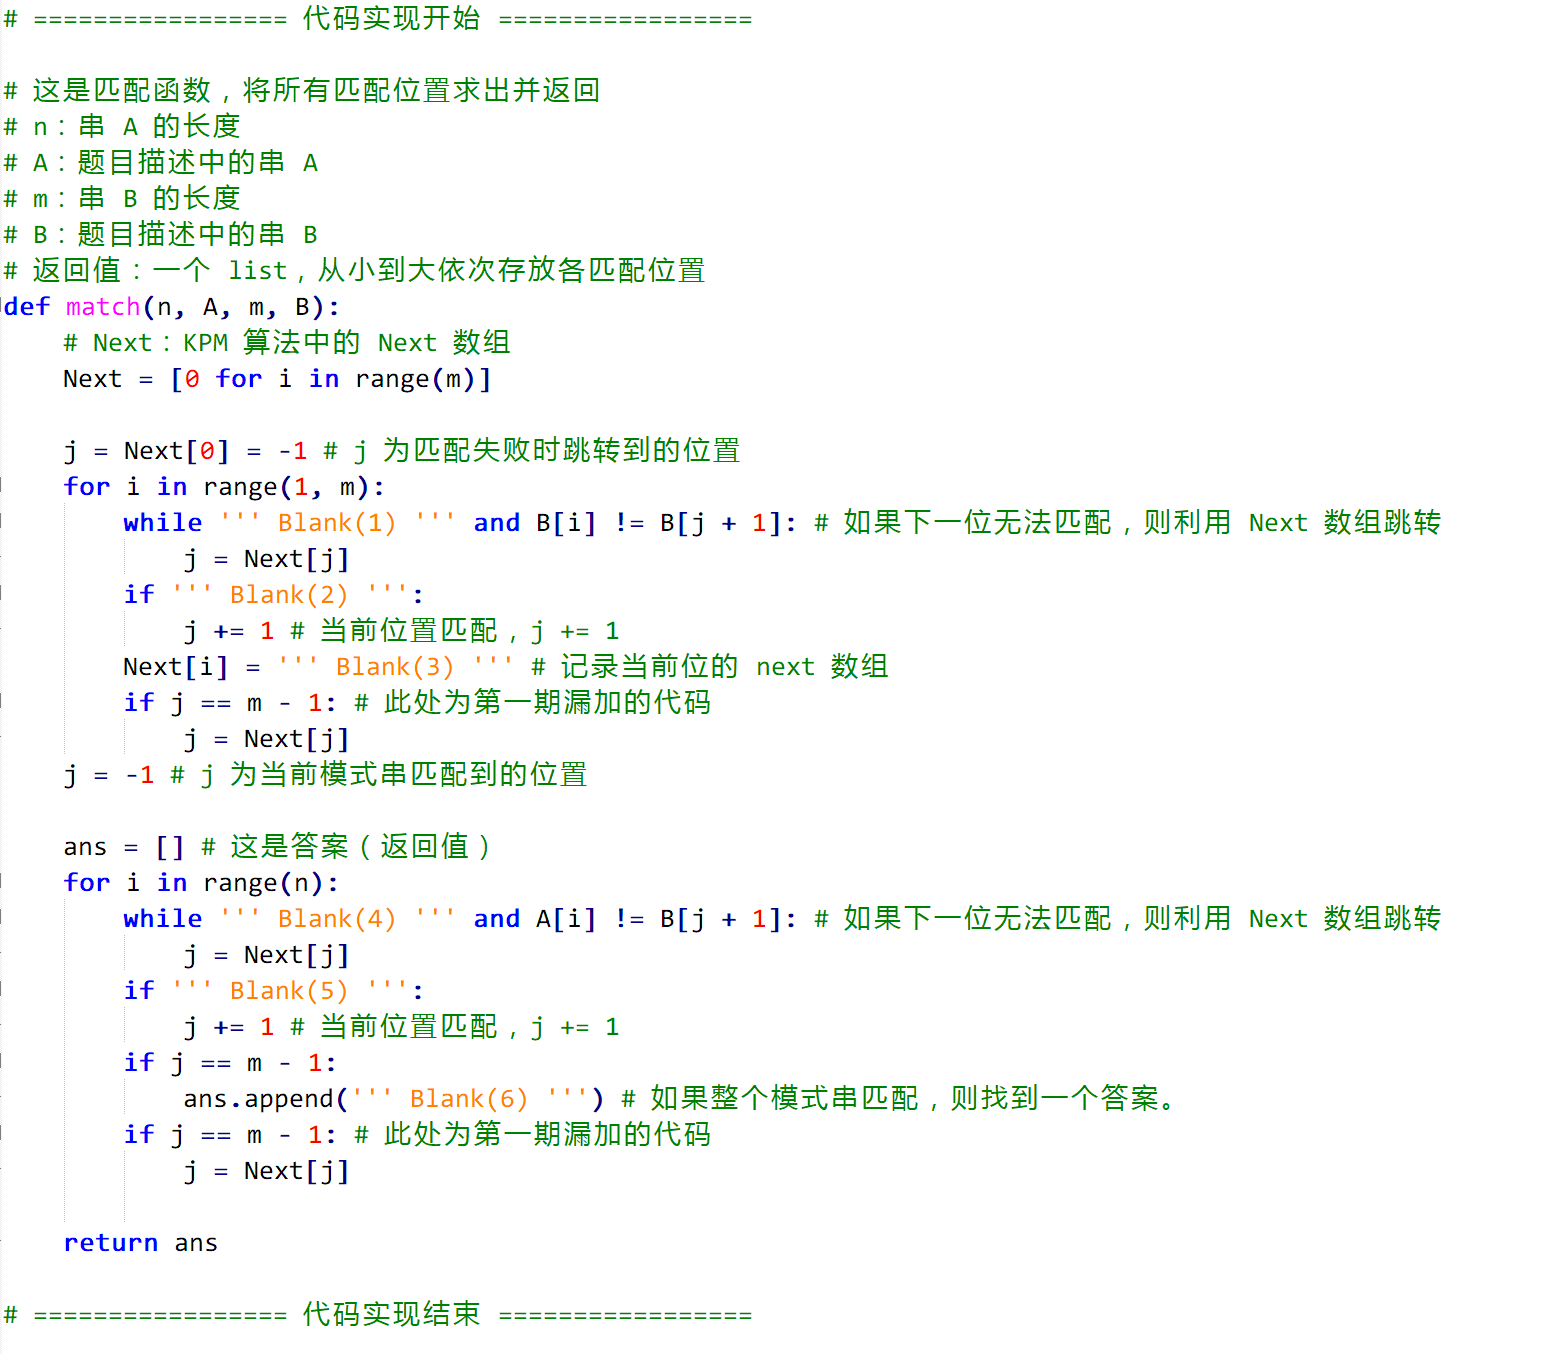 # ================= 代码实现开始 =================
# 这是匹配函数，将所有匹配位置求出并返回
# n：串 A 的长度
# A：题目描述中的串 A
# m：串 B 的长度
# B：题目描述中的串 B
# 返回值：一个 list，从小到大依次存放各匹配位置
def match(n, A, m, B):
    # Next：KPM 算法中的 Next 数组
    Next = [0 for i in range(m)]
    j = Next[0] = -1 # j 为匹配失败时跳转到的位置
    for i in range(1, m):
        while ''' Blank(1) ''' and B[i] != B[j + 1]: # 如果下一位无法匹配，则利用 Next 数组跳转
            j = Next[j]
        if ''' Blank(2) ''':
            j += 1 # 当前位置匹配，j += 1
        Next[i] = ''' Blank(3) ''' # 记录当前位的 next 数组
        if j == m - 1: # 此处为第一期漏加的代码
            j = Next[j]
    j = -1 # j 为当前模式串匹配到的位置
    ans = [] # 这是答案（返回值）
    for i in range(n):
        while ''' Blank(4) ''' and A[i] != B[j + 1]: # 如果下一位无法匹配，则利用 Next 数组跳转
            j = Next[j]
        if ''' Blank(5) ''':
            j += 1 # 当前位置匹配，j += 1
        if j == m - 1:
            ans.append(''' Blank(6) ''') # 如果整个模式串匹配，则找到一个答案。
        if j == m - 1: # 此处为第一期漏加的代码
            j = Next[j]
    return ans
# ================= 代码实现结束 =================